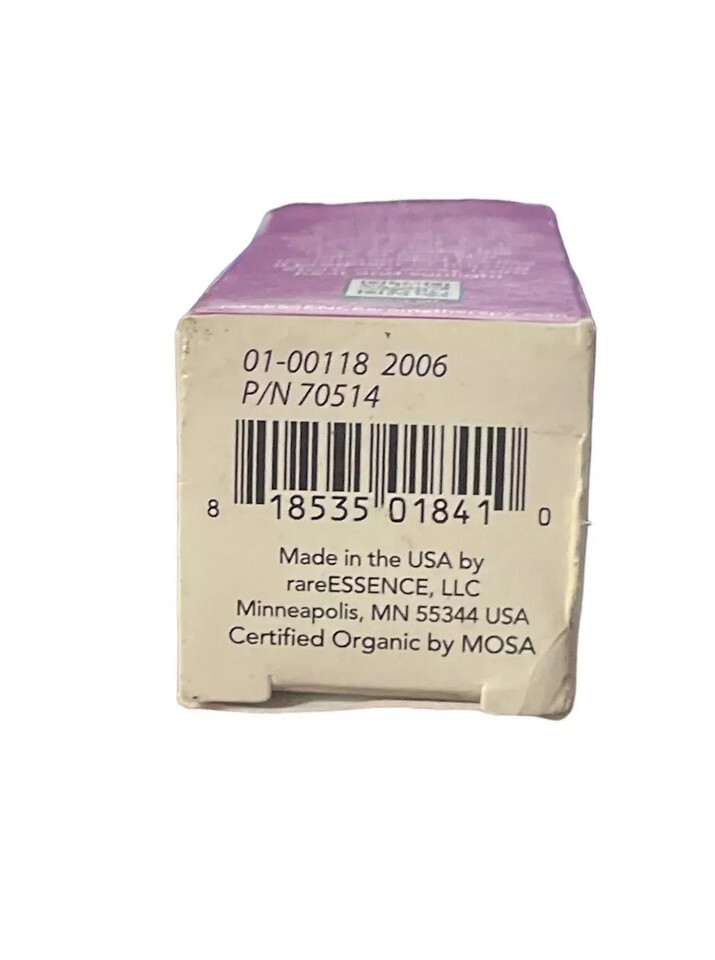 01-00118 2006
P/N 70514
8 18535 01841 0
Made in the USA by
rareESSENCE, LLC
Minneapolis, MN 55344 USA
Certified Organic by MOSA